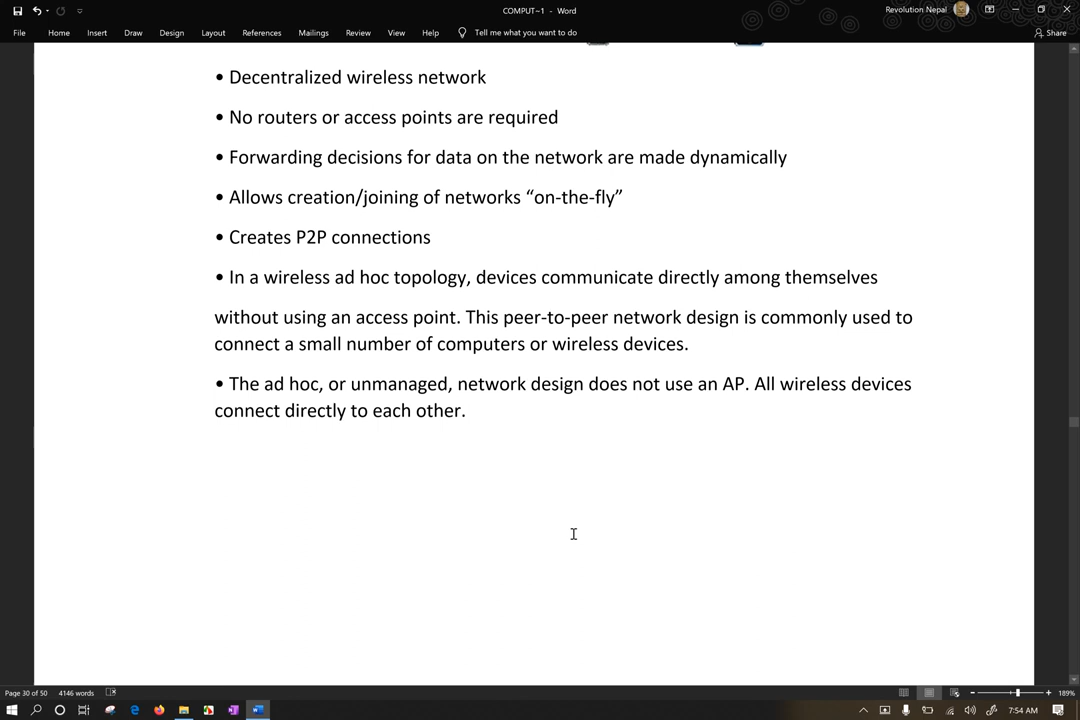 COMPUT~1 - Word
Revolution Nepal
File Home Insert Draw Design Layout References Mailings Review View Help Tell me what you want to do Share
• Decentralized wireless network
• No routers or access points are required
• Forwarding decisions for data on the network are made dynamically
• Allows creation/joining of networks “on-the-fly”
• Creates P2P connections
• In a wireless ad hoc topology, devices communicate directly among themselves
without using an access point. This peer-to-peer network design is commonly used to
connect a small number of computers or wireless devices.
• The ad hoc, or unmanaged, network design does not use an AP. All wireless devices
connect directly to each other.
Page 30 of 50 4146 words 189%
7:54 AM